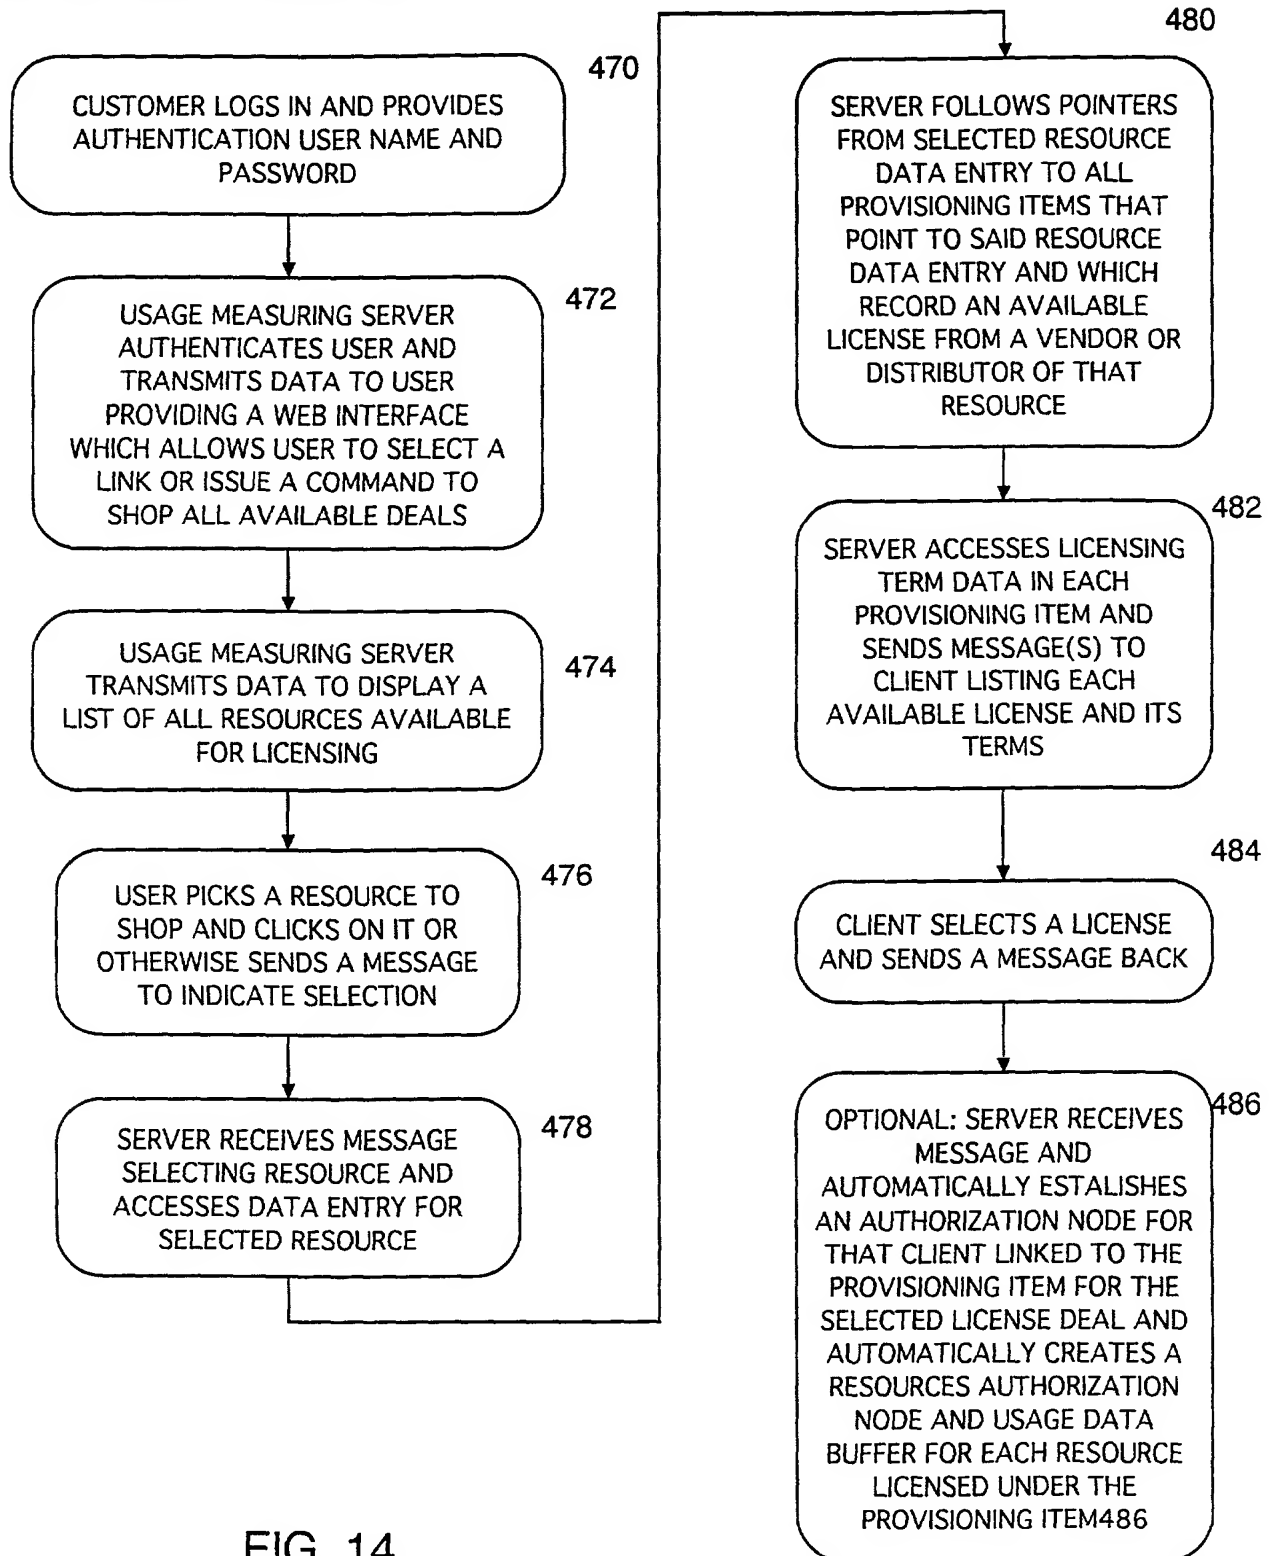 470
CUSTOMER LOGS IN AND PROVIDES
AUTHENTICATION USER NAME AND
PASSWORD
472
USAGE MEASURING SERVER
AUTHENTICATES USER AND
TRANSMITS DATA TO USER
PROVIDING A WEB INTERFACE
WHICH ALLOWS USER TO SELECT A
LINK OR ISSUE A COMMAND TO
SHOP ALL AVAILABLE DEALS
474
USAGE MEASURING SERVER
TRANSMITS DATA TO DISPLAY A
LIST OF ALL RESOURCES AVAILABLE
FOR LICENSING
476
USER PICKS A RESOURCE TO
SHOP AND CLICKS ON IT OR
OTHERWISE SENDS A MESSAGE
TO INDICATE SELECTION
478
SERVER RECEIVES MESSAGE
SELECTING RESOURCE AND
ACCESSES DATA ENTRY FOR
SELECTED RESOURCE
480
SERVER FOLLOWS POINTERS
FROM SELECTED RESOURCE
DATA ENTRY TO ALL
PROVISIONING ITEMS THAT
POINT TO SAID RESOURCE
DATA ENTRY AND WHICH
RECORD AN AVAILABLE
LICENSE FROM A VENDOR OR
DISTRIBUTOR OF THAT
RESOURCE
482
SERVER ACCESSES LICENSING
TERM DATA IN EACH
PROVISIONING ITEM AND
SENDS MESSAGE(S) TO
CLIENT LISTING EACH
AVAILABLE LICENSE AND ITS
TERMS
484
CLIENT SELECTS A LICENSE
AND SENDS A MESSAGE BACK
486
OPTIONAL: SERVER RECEIVES
MESSAGE AND
AUTOMATICALLY ESTALISHES
AN AUTHORIZATION NODE FOR
THAT CLIENT LINKED TO THE
PROVISIONING ITEM FOR THE
SELECTED LICENSE DEAL AND
AUTOMATICALLY CREATES A
RESOURCES AUTHORIZATION
NODE AND USAGE DATA
BUFFER FOR EACH RESOURCE
LICENSED UNDER THE
PROVISIONING ITEM486
FIG. 14